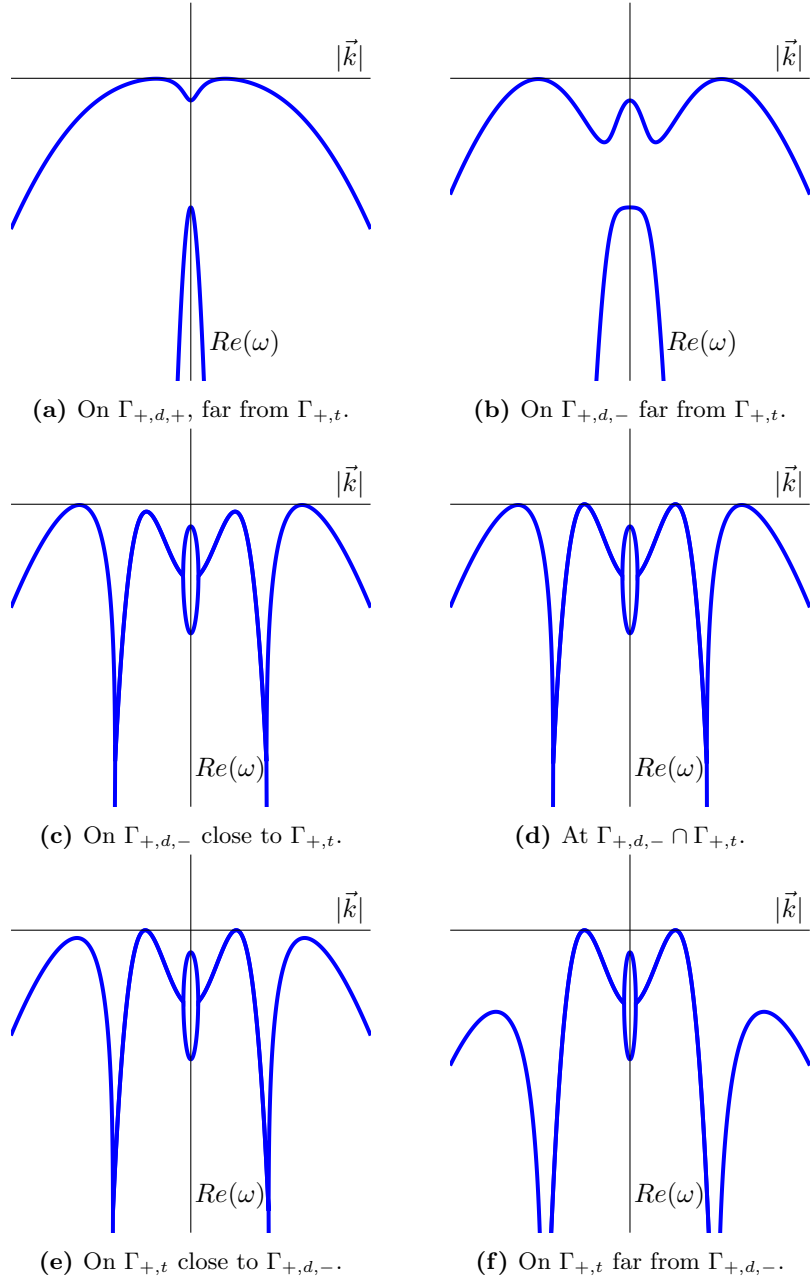 |k⃗|
|k⃗|
Re(ω)
Re(ω)
(a) On Γ+,d,+, far from Γ+,t.
(b) On Γ+,d,− far from Γ+,t.
|k⃗|
|k⃗|
Re(ω)
Re(ω)
(c) On Γ+,d,− close to Γ+,t.
(d) At Γ+,d,− ∩ Γ+,t.
|k⃗|
|k⃗|
Re(ω)
Re(ω)
(e) On Γ+,t close to Γ+,d,−.
(f) On Γ+,t far from Γ+,d,−.